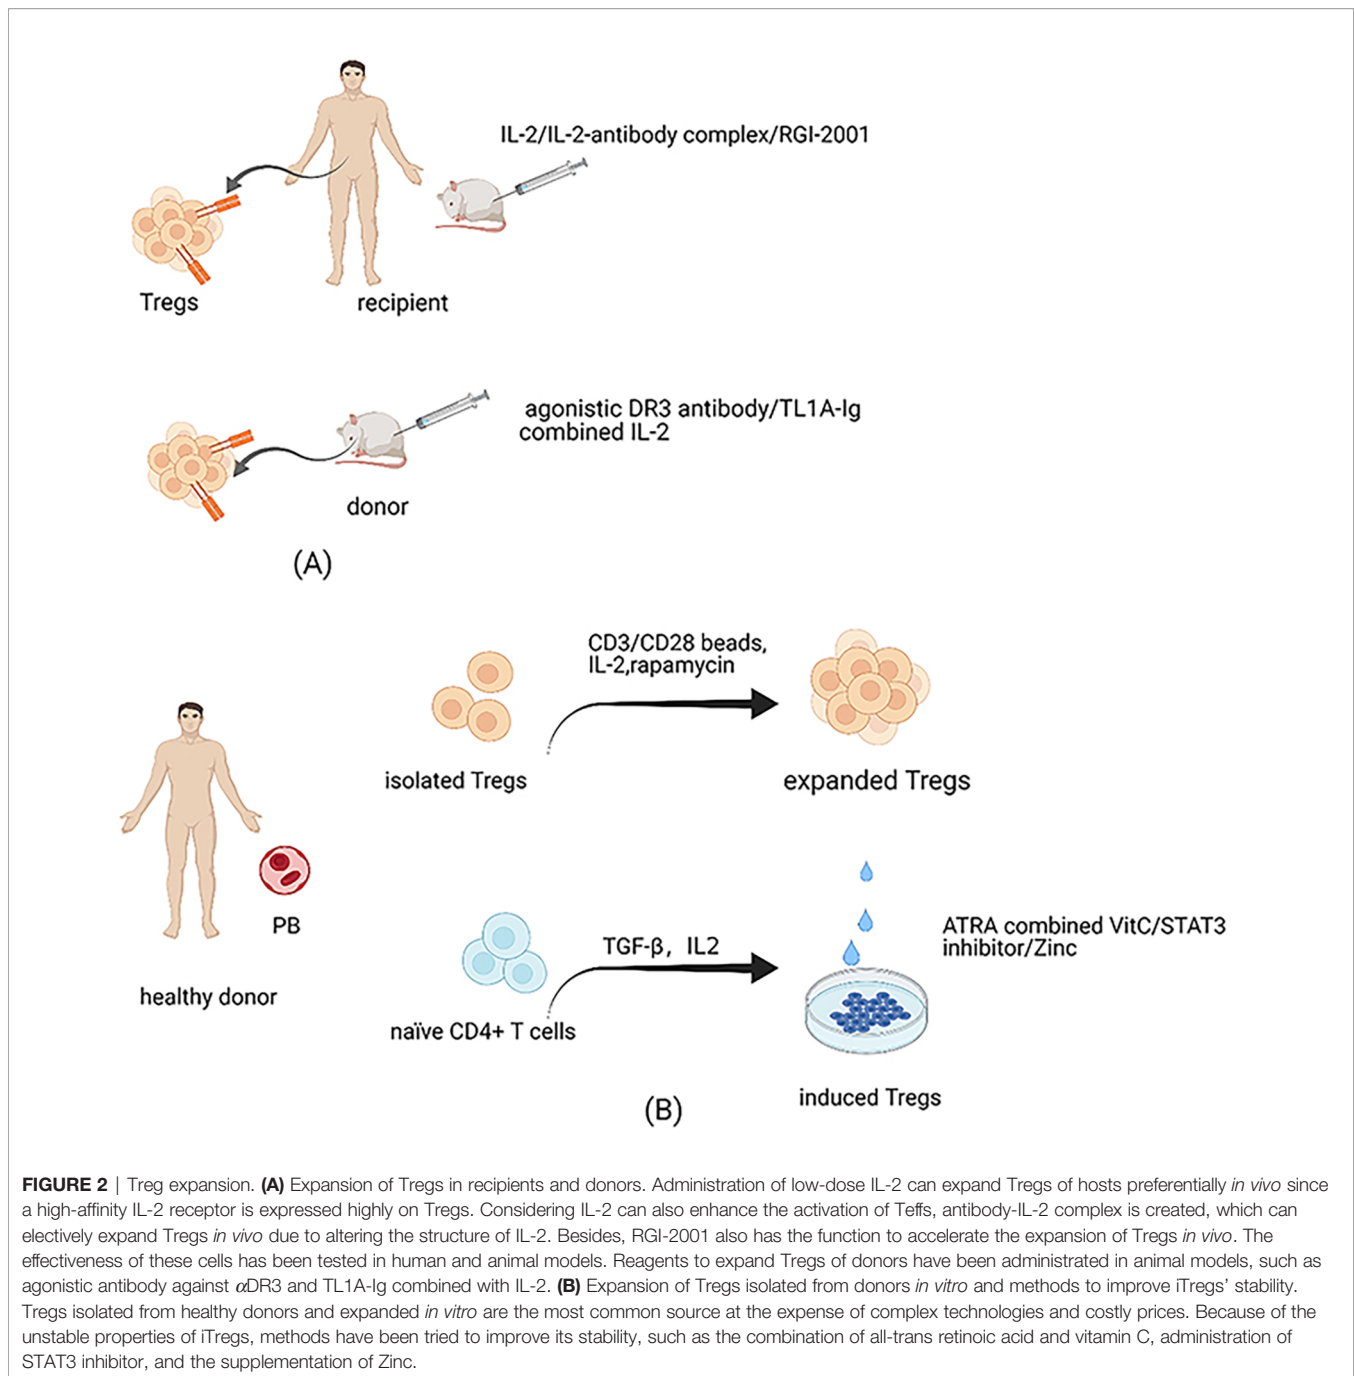 IL-2/IL-2-antibody complex/RGI-2001
Tregs
recipient
agonistic DR3 antibody/TL1A-Ig
combined IL-2
donor
(A)
CD3/CD28 beads,
IL-2,rapamycin
isolated Tregs
expanded Tregs
PB
healthy donor
TGF-β, IL2
ATRA combined VitC/STAT3
inhibitor/Zinc
naïve CD4+ T cells
induced Tregs
(B)
FIGURE 2 | Treg expansion. (A) Expansion of Tregs in recipients and donors. Administration of low-dose IL-2 can expand Tregs of hosts preferentially in vivo since
a high-affinity IL-2 receptor is expressed highly on Tregs. Considering IL-2 can also enhance the activation of Teffs, antibody-IL-2 complex is created, which can
electively expand Tregs in vivo due to altering the structure of IL-2. Besides, RGI-2001 also has the function to accelerate the expansion of Tregs in vivo. The
effectiveness of these cells has been tested in human and animal models. Reagents to expand Tregs of donors have been administrated in animal models, such as
agonistic antibody against αDR3 and TL1A-Ig combined with IL-2. (B) Expansion of Tregs isolated from donors in vitro and methods to improve iTregs’ stability.
Tregs isolated from healthy donors and expanded in vitro are the most common source at the expense of complex technologies and costly prices. Because of the
unstable properties of iTregs, methods have been tried to improve its stability, such as the combination of all-trans retinoic acid and vitamin C, administration of
STAT3 inhibitor, and the supplementation of Zinc.